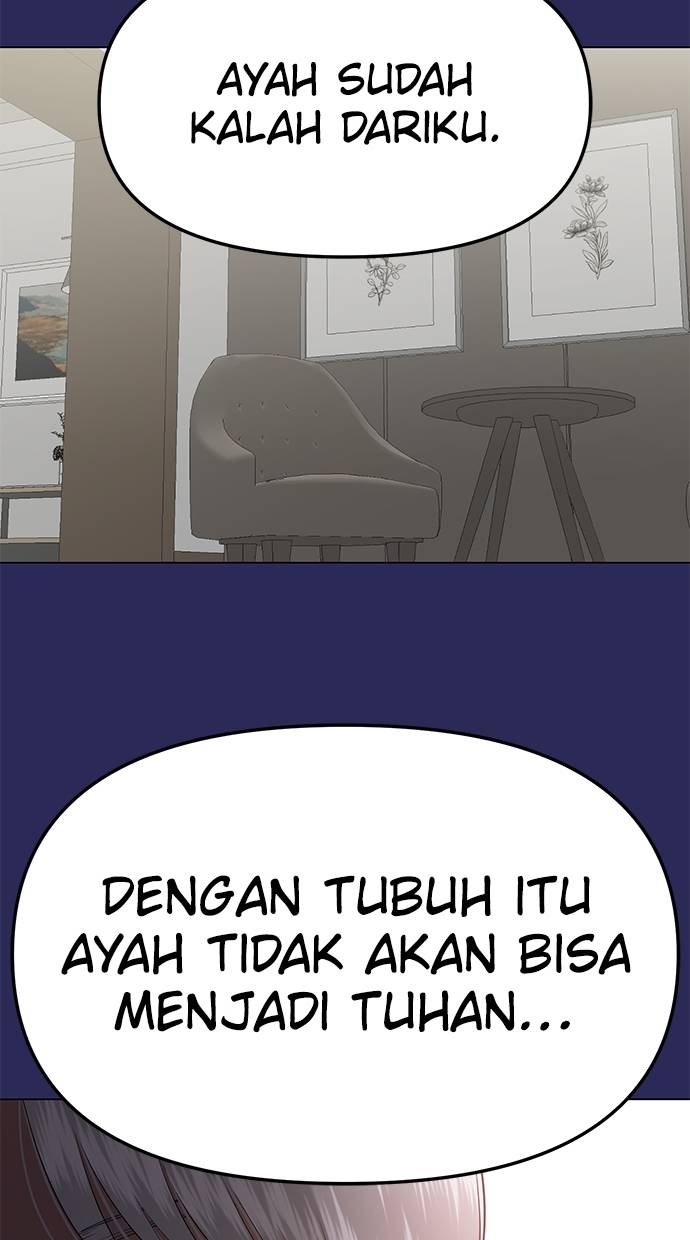 AYAH SUDAH
KALAH DARIKU.
DENGAN TUBUH ITU
AYAH TIDAK AKAN BISA
MENJADI TUHAN...